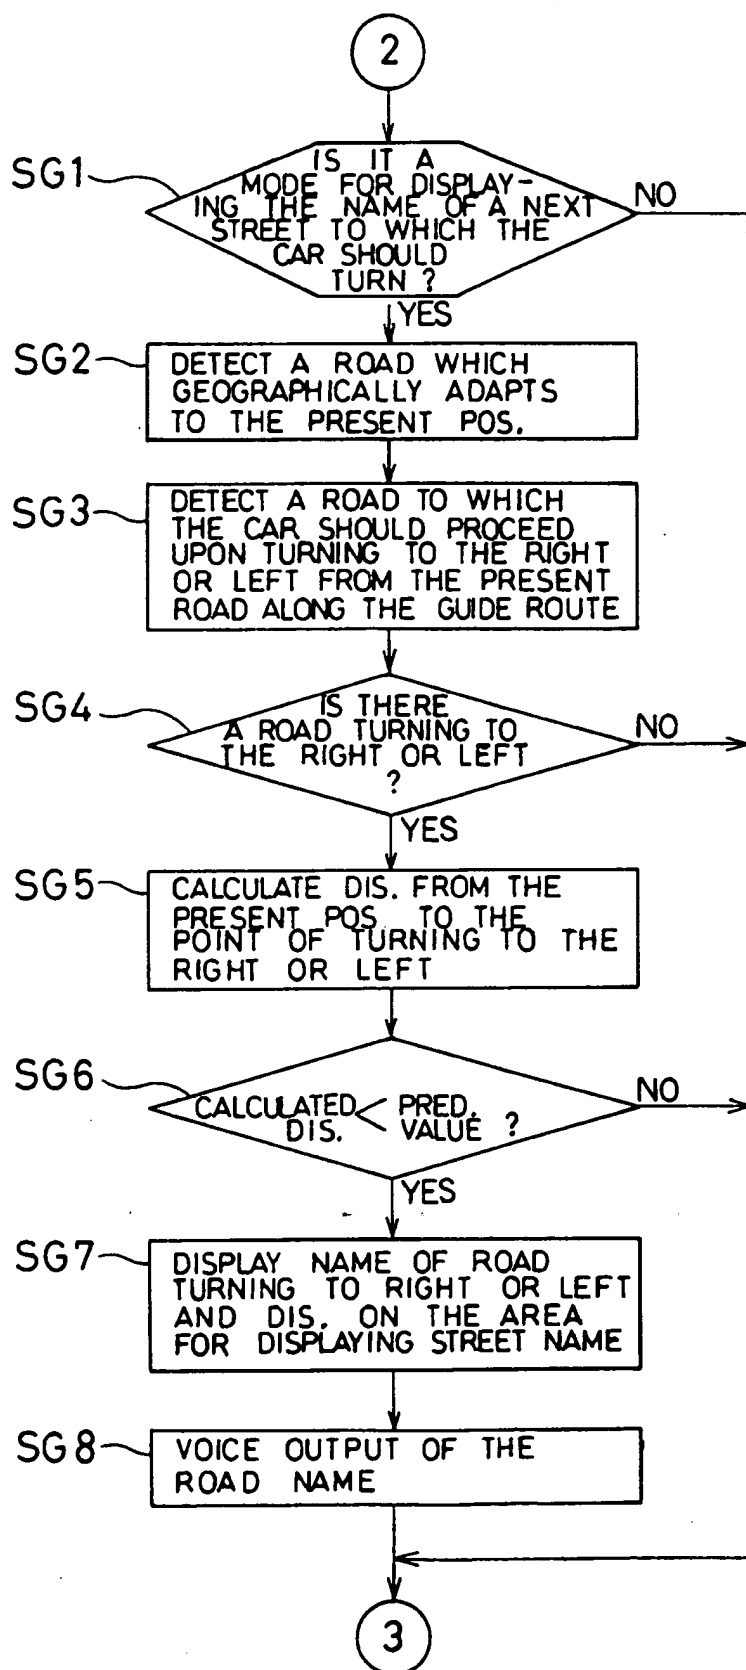 2
SG1
IS IT A
MODE FOR DISPLAY-
ING THE NAME OF A NEXT
STREET TO WHICH THE
CAR SHOULD
TURN ?
NO
YES
SG2
DETECT A ROAD WHICH
GEOGRAPHICALLY ADAPTS
TO THE PRESENT POS.
SG3
DETECT A ROAD TO WHICH
THE CAR SHOULD PROCEED
UPON TURNING TO THE RIGHT
OR LEFT FROM THE PRESENT
ROAD ALONG THE GUIDE ROUTE
SG4
IS THERE
A ROAD TURNING TO
THE RIGHT OR LEFT
?
NO
YES
SG5
CALCULATE DIS. FROM THE
PRESENT POS TO THE
POINT OF TURNING TO THE
RIGHT OR LEFT
SG6
CALCULATED < PRED.
DIS. VALUE ?
NO
YES
SG7
DISPLAY NAME OF ROAD
TURNING TO RIGHT OR LEFT
AND DIS. ON THE AREA
FOR DISPLAYING STREET NAME
SG8
VOICE OUTPUT OF THE
ROAD NAME
3